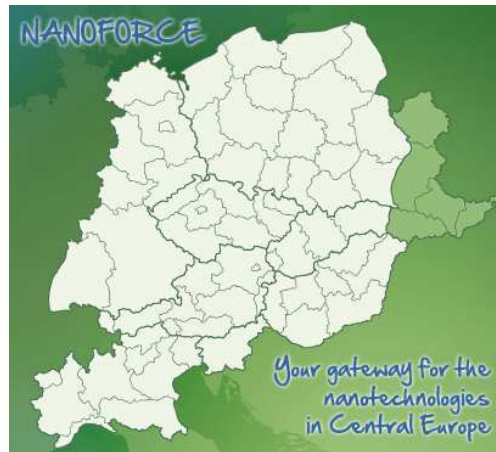 NANOFORCE
Your gateway for the
nanotechnologies
in Central Europe